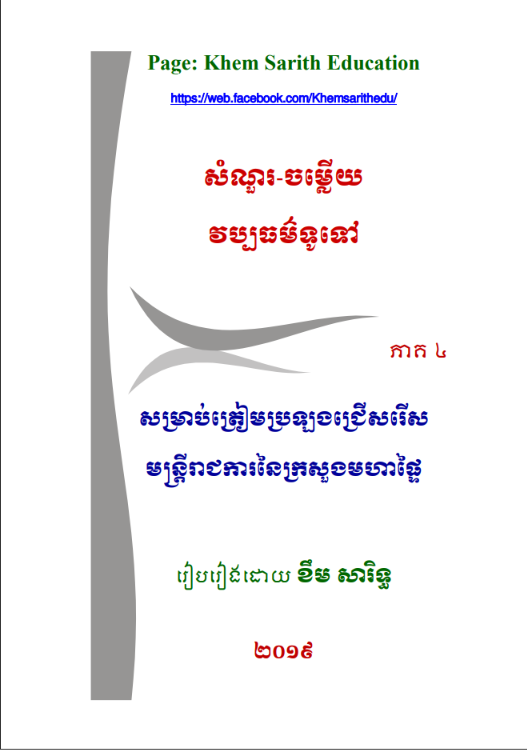 Page: Khem Sarith Education
https://web.facebook.com/Khemsarithedu/
សំណួរ-ចម្លើយ
វប្បធម៌ទូទៅ
ភាគ ៤
សម្រាប់ត្រៀមប្រឡងជ្រើសរើស
មន្ត្រីរាជការនៃក្រសួងមហាផ្ទៃ
រៀបរៀងដោយ ខឹម សារិទ្ធ
២០១៩